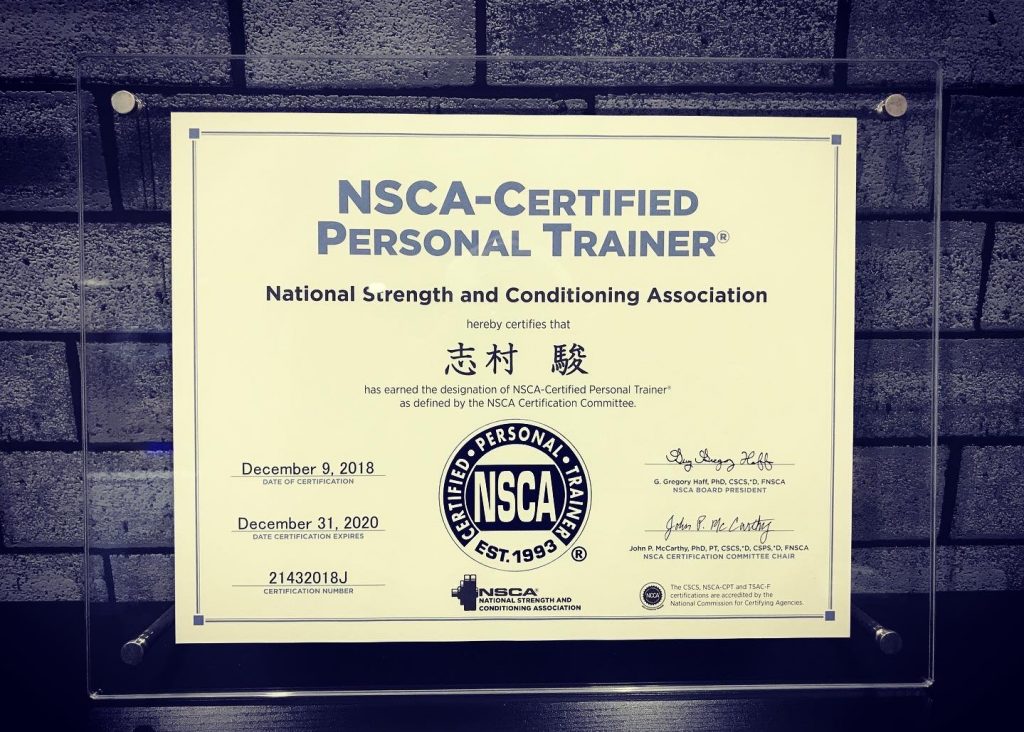 NSCA-CERTIFIED
PERSONAL TRAINER®
National Strength and Conditioning Association
hereby certifies that
志村 駿
has earned the designation of NSCA-Certified Personal Trainer®
as defined by the NSCA Certification Committee.
December 9, 2018
DATE OF CERTIFICATION
December 31, 2020
DATE CERTIFICATION EXPIRES
21432018J
CERTIFICATION NUMBER
CERTIFIED • PERSONAL • TRAINER
NSCA
EST. 1993 ®
NSCA®
NATIONAL STRENGTH AND
CONDITIONING ASSOCIATION
G. Gregory Haff
G. Gregory Haff, PhD, CSCS,*D, FNSCA
NSCA BOARD PRESIDENT
John P. McCarthy
John P. McCarthy, PhD, PT, CSCS,*D, CSPS,*D, FNSCA
NSCA CERTIFICATION COMMITTEE CHAIR
NCCA
The CSCS, NSCA-CPT and TSAC-F
certifications are accredited by the
National Commission for Certifying Agencies.